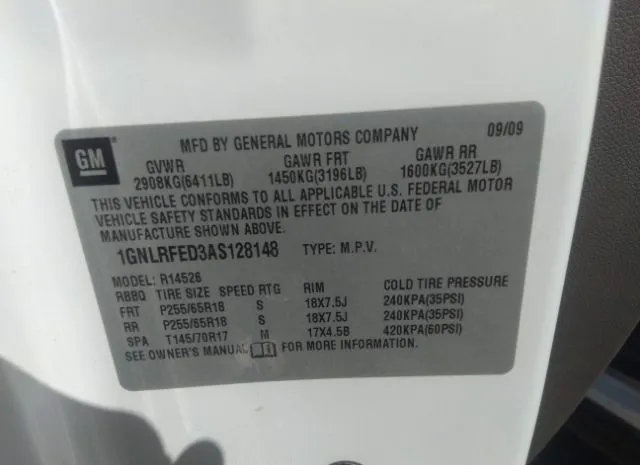 GM
MFD BY GENERAL MOTORS COMPANY 09/09
GVWR GAWR FRT GAWR RR
2908KG(6411LB) 1450KG(3196LB) 1600KG(3527LB)
THIS VEHICLE CONFORMS TO ALL APPLICABLE U.S. FEDERAL MOTOR
VEHICLE SAFETY STANDARDS IN EFFECT ON THE DATE OF
MANUFACTURE SHOWN ABOVE.
1GNLRFED3AS128148 TYPE: M.P.V.
MODEL: R14526
RBBQ TIRE SIZE SPEED RTG RIM COLD TIRE PRESSURE
FRT P255/65R18 S 18X7.5J 240KPA(35PSI)
RR P255/65R18 S 18X7.5J 240KPA(35PSI)
SPA T145/70R17 M 17X4.5B 420KPA(60PSI)
SEE OWNER'S MANUAL FOR MORE INFORMATION.